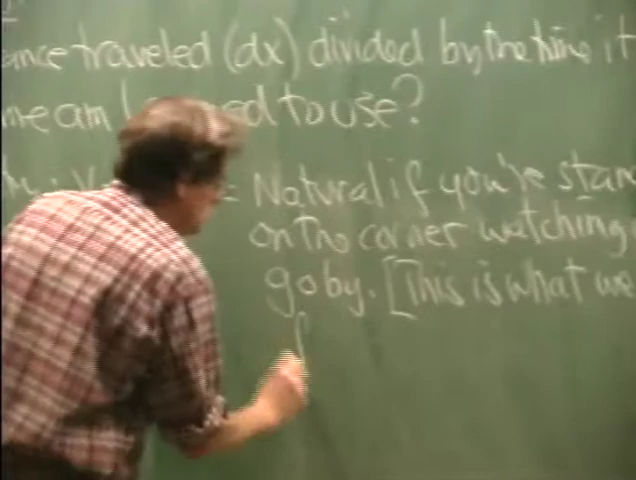 ance traveled (dx) divided by the time it
me am I used to use?
= Natural if you're stan
on the corner watching
go by. [This is what we